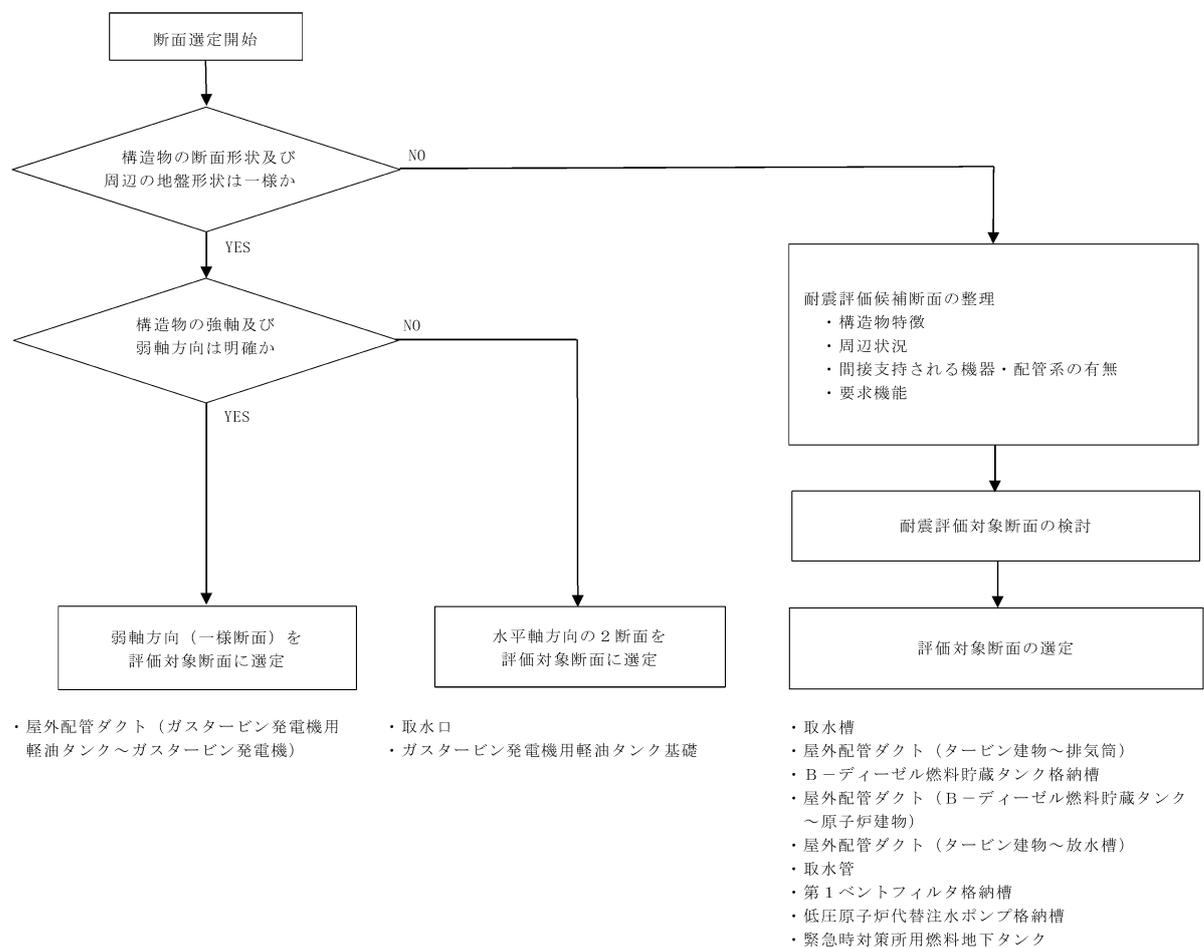 断面選定開始
構造物の断面形状及び
周辺の地盤形状は一様か
NO
YES
構造物の強軸及び
弱軸方向は明確か
NO
YES
耐震評価候補断面の整理
・構造物特徴
・周辺状況
・間接支持される機器・配管系の有無
・要求機能
耐震評価対象断面の検討
弱軸方向（一様断面）を
評価対象断面に選定
水平軸方向の２断面を
評価対象断面に選定
評価対象断面の選定
・屋外配管ダクト（ガスタービン発電機用
軽油タンク～ガスタービン発電機）
・取水口
・ガスタービン発電機用軽油タンク基礎
・取水槽
・屋外配管ダクト（タービン建物～排気筒）
・Ｂ－ディーゼル燃料貯蔵タンク格納槽
・屋外配管ダクト（Ｂ－ディーゼル燃料貯蔵タンク
～原子炉建物）
・屋外配管ダクト（タービン建物～放水槽）
・取水管
・第１ベントフィルタ格納槽
・低圧原子炉代替注水ポンプ格納槽
・緊急時対策所用燃料地下タンク